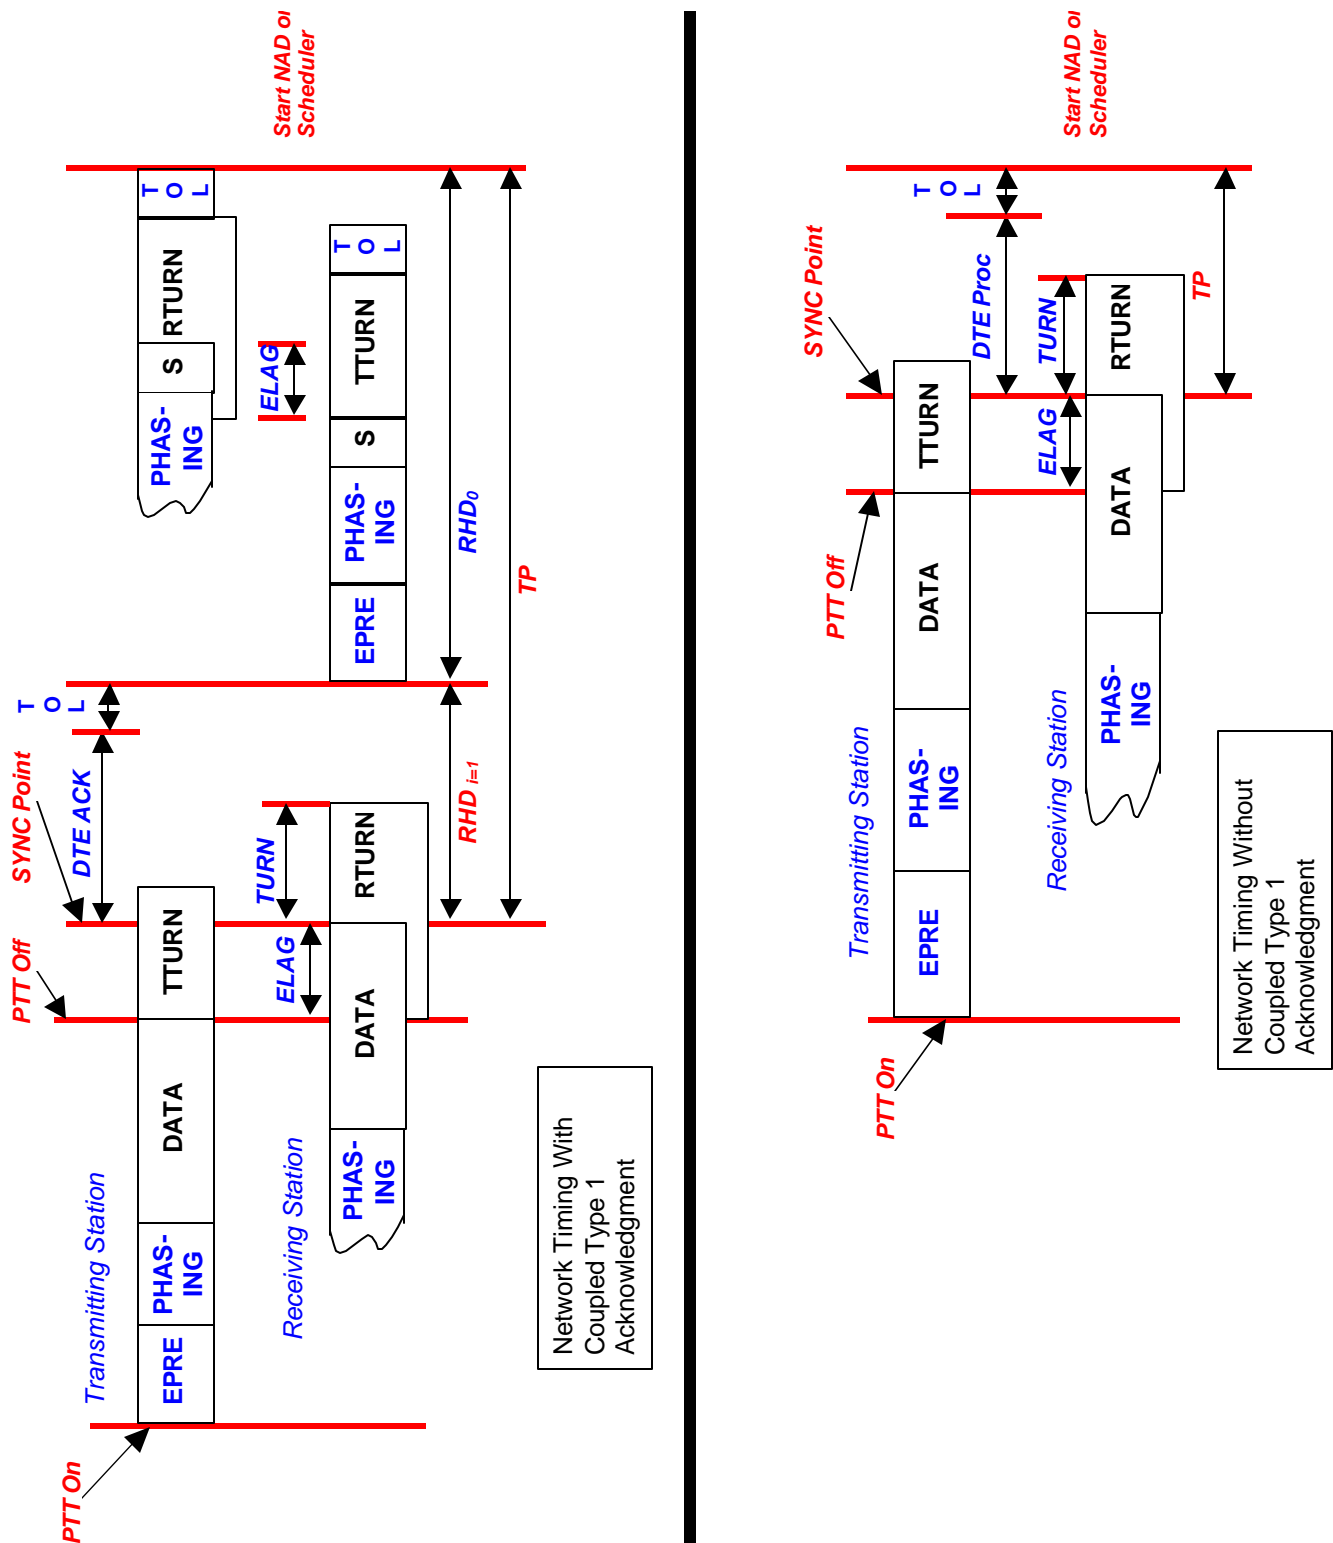 Start NAD or
Scheduler
T
O
L
RTURN
S
PHAS-
ING
ELAG
T
O
L
TTURN
S
PHAS-
ING
EPRE
RHD0
TP
T
O
L
SYNC Point
DTE ACK
PTT Off
TTURN
DATA
PHAS-
ING
EPRE
Transmitting Station
PTT On
TURN
ELAG
RTURN
DATA
PHAS-
ING
Receiving Station
RHD i=1
Network Timing With
Coupled Type 1
Acknowledgment
Start NAD or
Scheduler
T
O
L
SYNC Point
DTE Proc
TURN
ELAG
TP
PTT Off
TTURN
DATA
PHAS-
ING
EPRE
Transmitting Station
PTT On
RTURN
DATA
PHAS-
ING
Receiving Station
Network Timing Without
Coupled Type 1
Acknowledgment